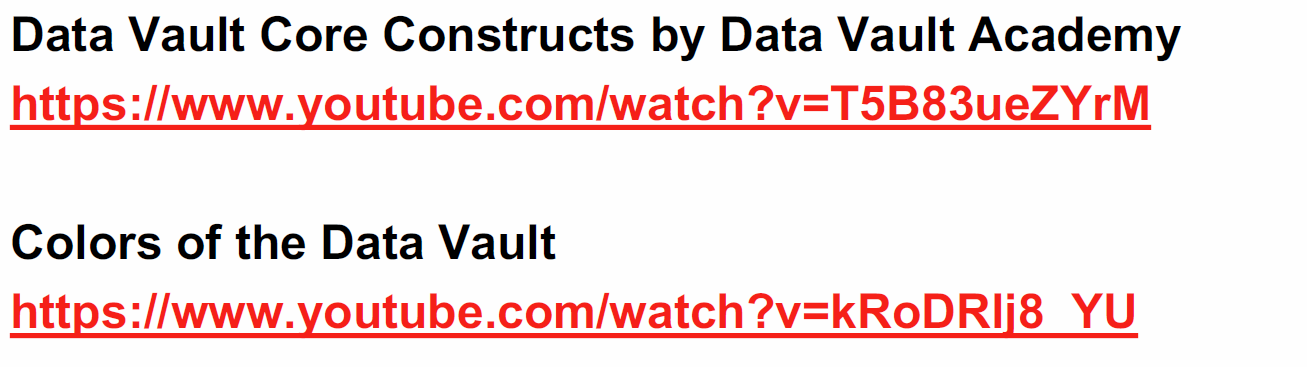 Data Vault Core Constructs by Data Vault Academy
https://www.youtube.com/watch?v=T5B83ueZYrM
Colors of the Data Vault
https://www.youtube.com/watch?v=kRoDRIj8_YU